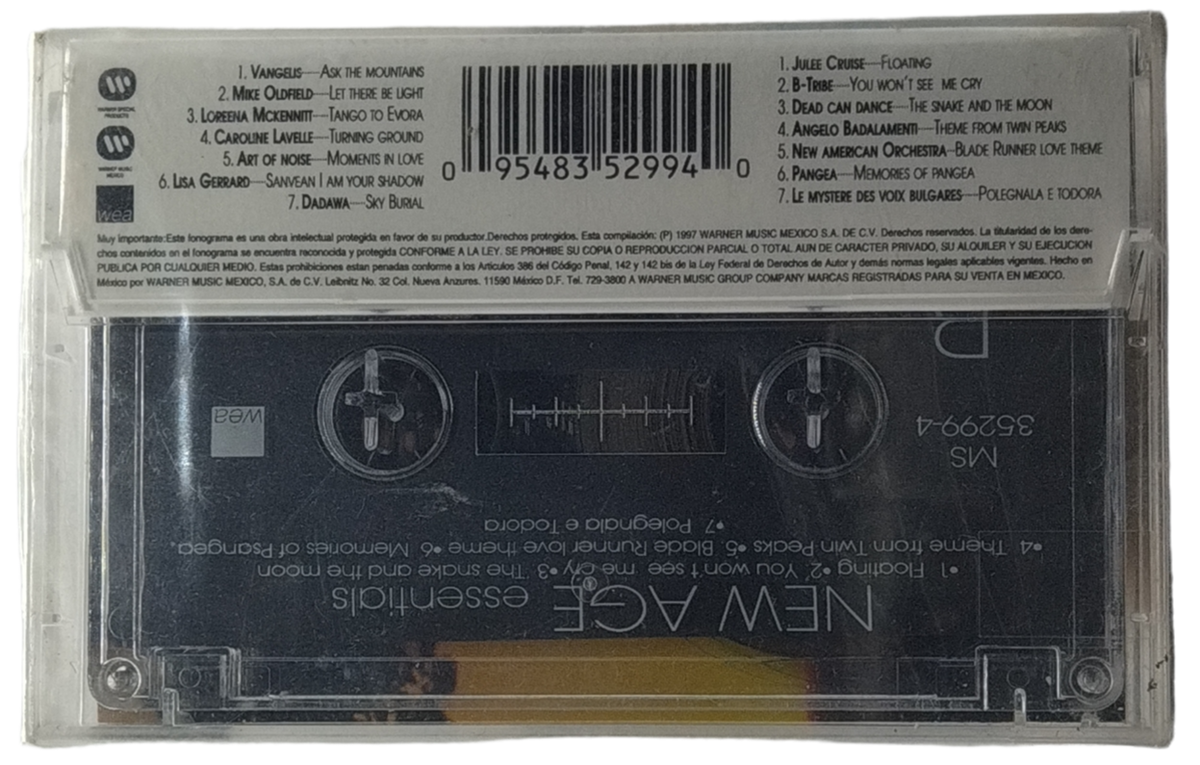 WARNER SPECIAL
PRODUCTS
WARNER MUSIC
MEXICO
wea
1. VANGELIS—ASK THE MOUNTAINS
2. MIKE OLDFIELD—LET THERE BE LIGHT
3. LOREENA MCKENNITT—TANGO TO EVORA
4. CAROLINE LAVELLE—TURNING GROUND
5. ART OF NOISE—MOMENTS IN LOVE
6. LISA GERRARD—SANVEAN I AM YOUR SHADOW
7. DADAWA—SKY BURIAL
0 95483 52994 0
1. JULEE CRUISE—FLOATING
2. B-TRIBE—YOU WON'T SEE ME CRY
3. DEAD CAN DANCE—THE SNAKE AND THE MOON
4. ANGELO BADALAMENTI—THEME FROM TWIN PEAKS
5. NEW AMERICAN ORCHESTRA—BLADE RUNNER LOVE THEME
6. PANGEA—MEMORIES OF PANGEA
7. LE MYSTERE DES VOIX BULGARES—POLEGNALA E TODORA
Muy importante:Este fonograma es una obra intelectual protegida en favor de su productor.Derechos protegidos. Esta compilación: (P) 1997 WARNER MUSIC MEXICO S.A. DE C.V. Derechos reservados. La titularidad de los dere-
chos contenidos en el fonograma se encuentra reconocida y protegida CONFORME A LA LEY. SE PROHIBE SU COPIA O REPRODUCCION PARCIAL O TOTAL AUN DE CARACTER PRIVADO, SU ALQUILER Y SU EJECUCION
PUBLICA POR CUALQUIER MEDIO. Estas prohibiciones estan penadas conforme a los Articulos 386 del Código Penal, 142 y 142 bis de la Ley Federal de Derechos de Autor y demás normas legales aplicables vigentes. Hecho en
México por WARNER MUSIC MEXICO, S.A. de C.V. Leibnitz No. 32 Col. Nueva Anzures. 11590 México D.F. Tel. 729-3800 A WARNER MUSIC GROUP COMPANY MARCAS REGISTRADAS PARA SU VENTA EN MEXICO.
NEW AGE essentials
•1 Floating •2. You won't see me cry •3 The snake and the moon
•4 Theme from Twin Peaks •5. Blade Runner love theme •6 Memories of Psangea.
•7 Polegnala e Todora
MS
35299-4
wea